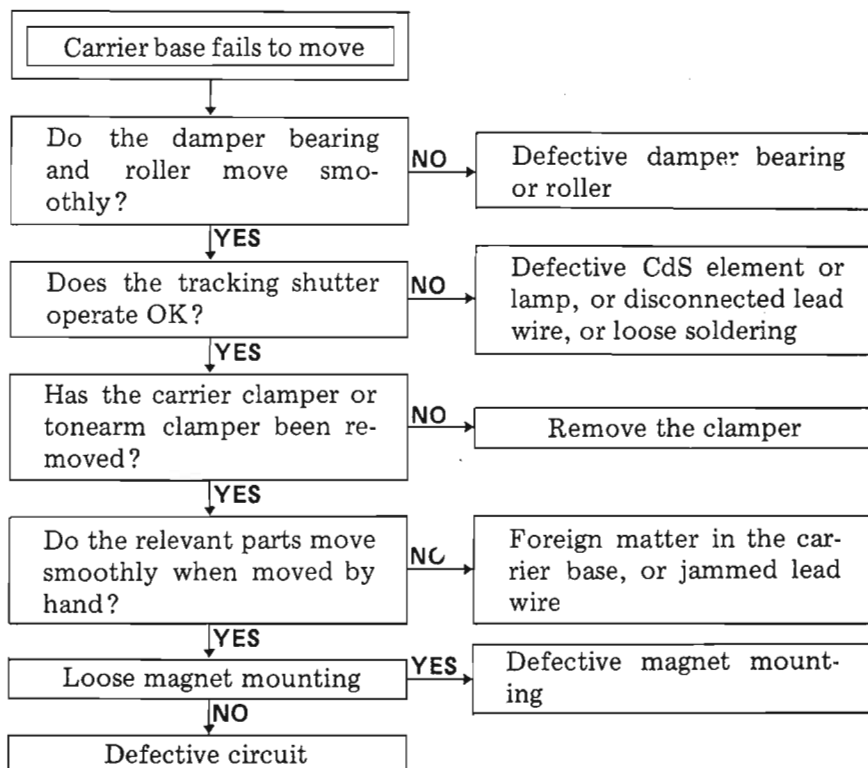 Carrier base fails to move
Do the damper bearing
and roller move smo-
othly?
NO
Defective damper bearing
or roller
YES
Does the tracking shutter
operate OK?
NO
Defective CdS element or
lamp, or disconnected lead
wire, or loose soldering
YES
Has the carrier clamper or
tonearm clamper been re-
moved?
NO
Remove the clamper
YES
Do the relevant parts move
smoothly when moved by
hand?
NO
Foreign matter in the car-
rier base, or jammed lead
wire
YES
Loose magnet mounting
YES
Defective magnet mount-
ing
NO
Defective circuit